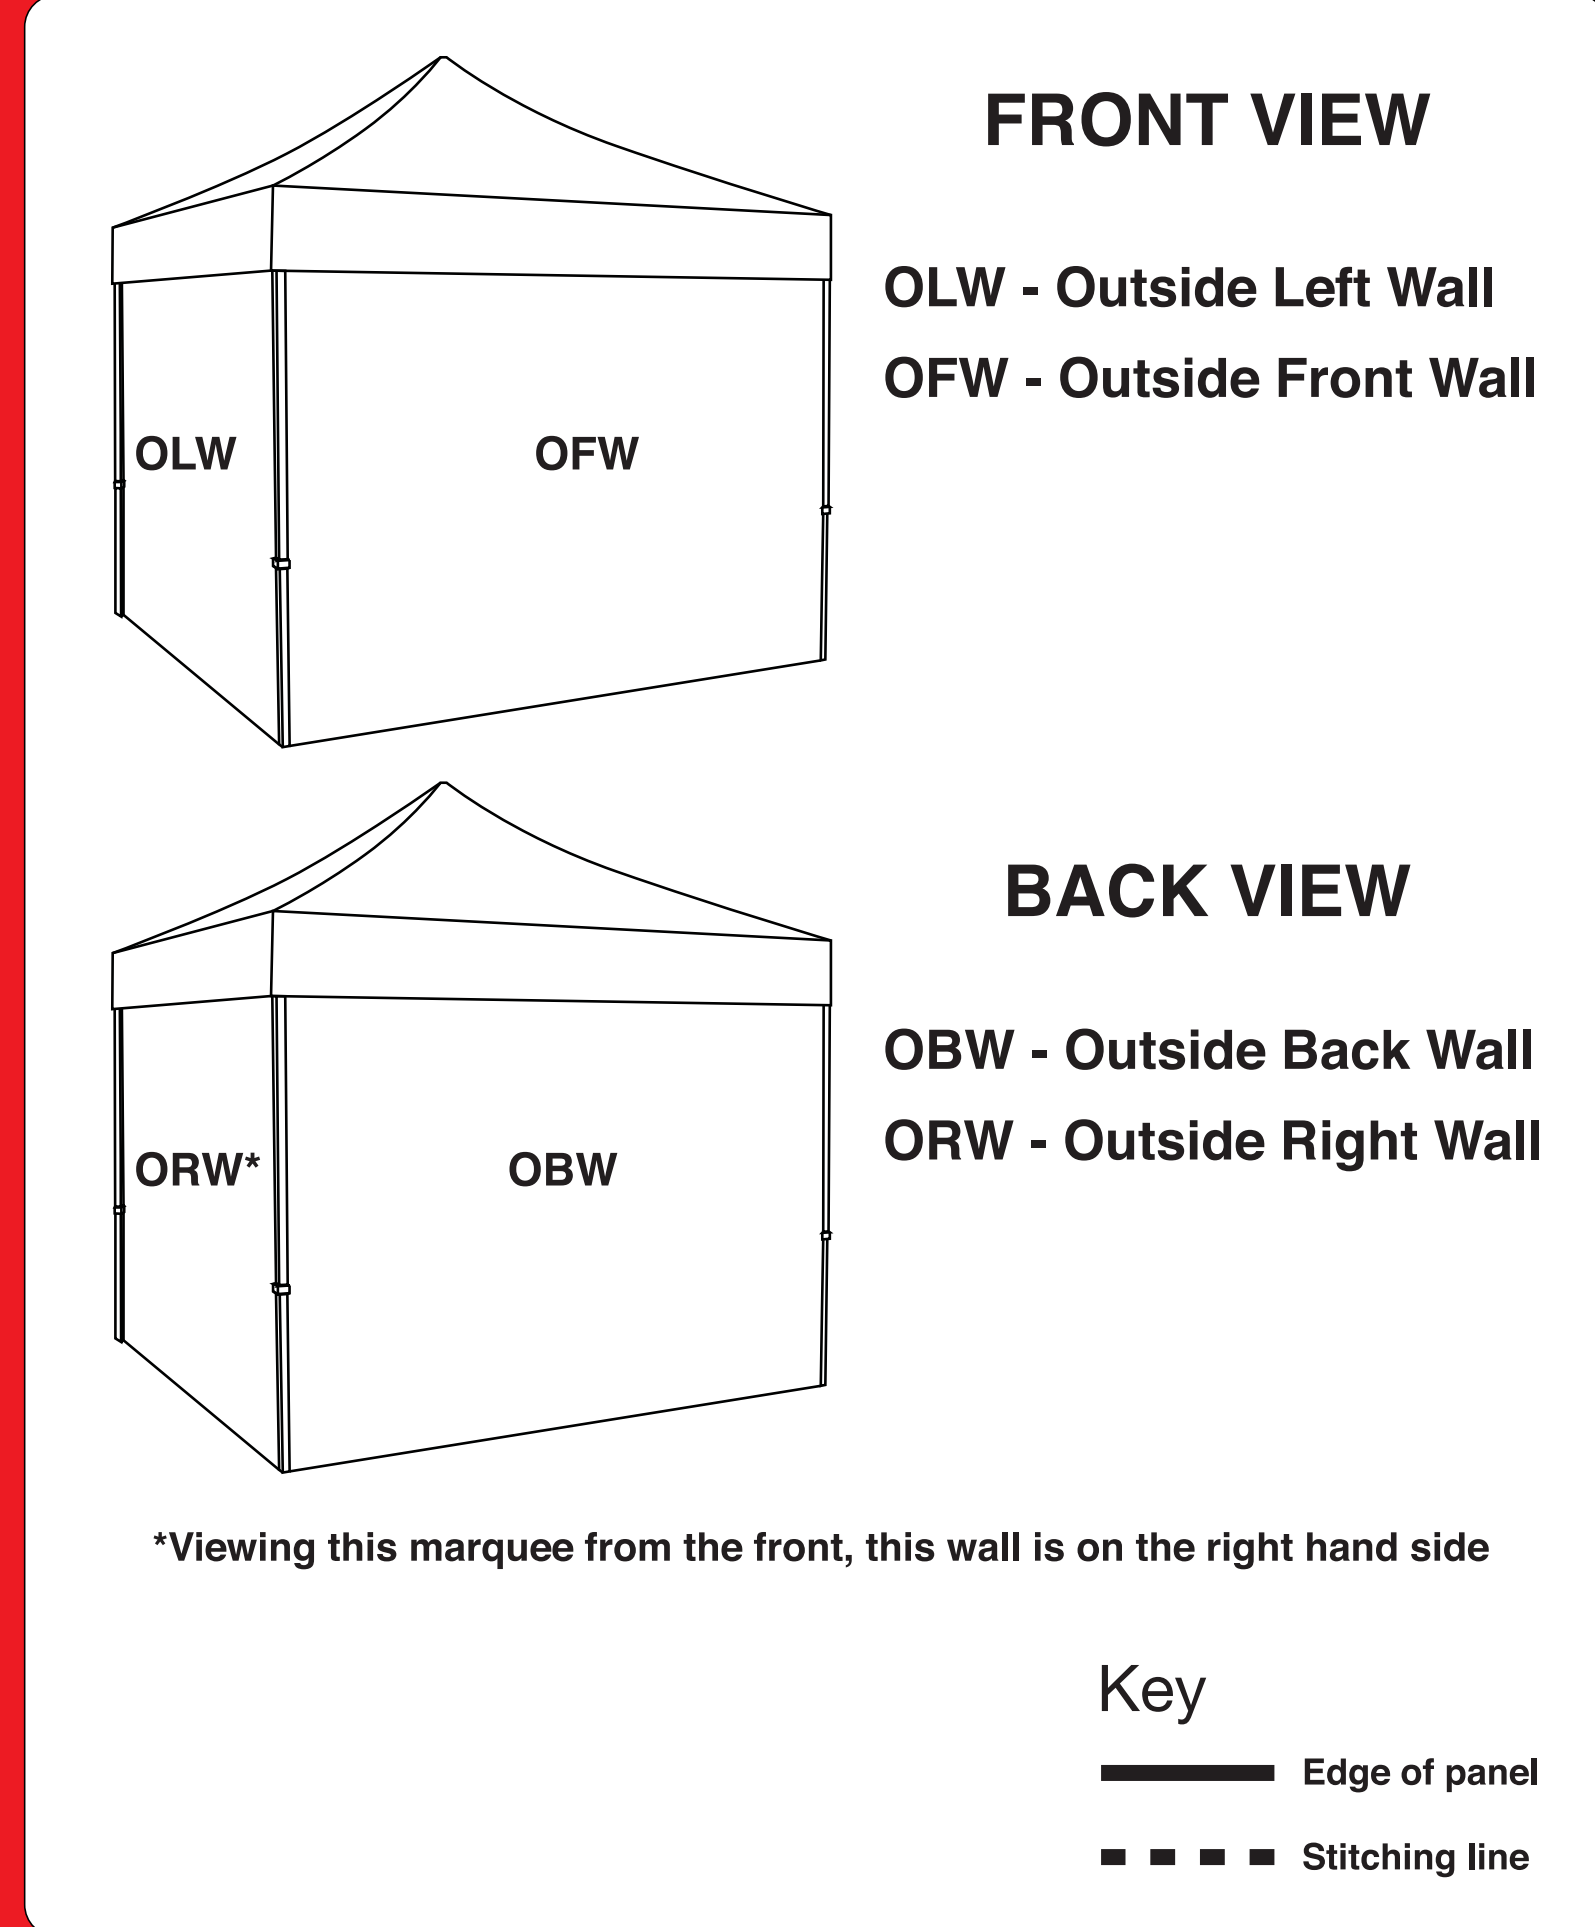 FRONT VIEW
OLW - Outside Left Wall
OFW - Outside Front Wall
OLW
OFW
BACK VIEW
OBW - Outside Back Wall
ORW - Outside Right Wall
ORW*
OBW
*Viewing this marquee from the front, this wall is on the right hand side
Key
Edge of panel
Stitching line